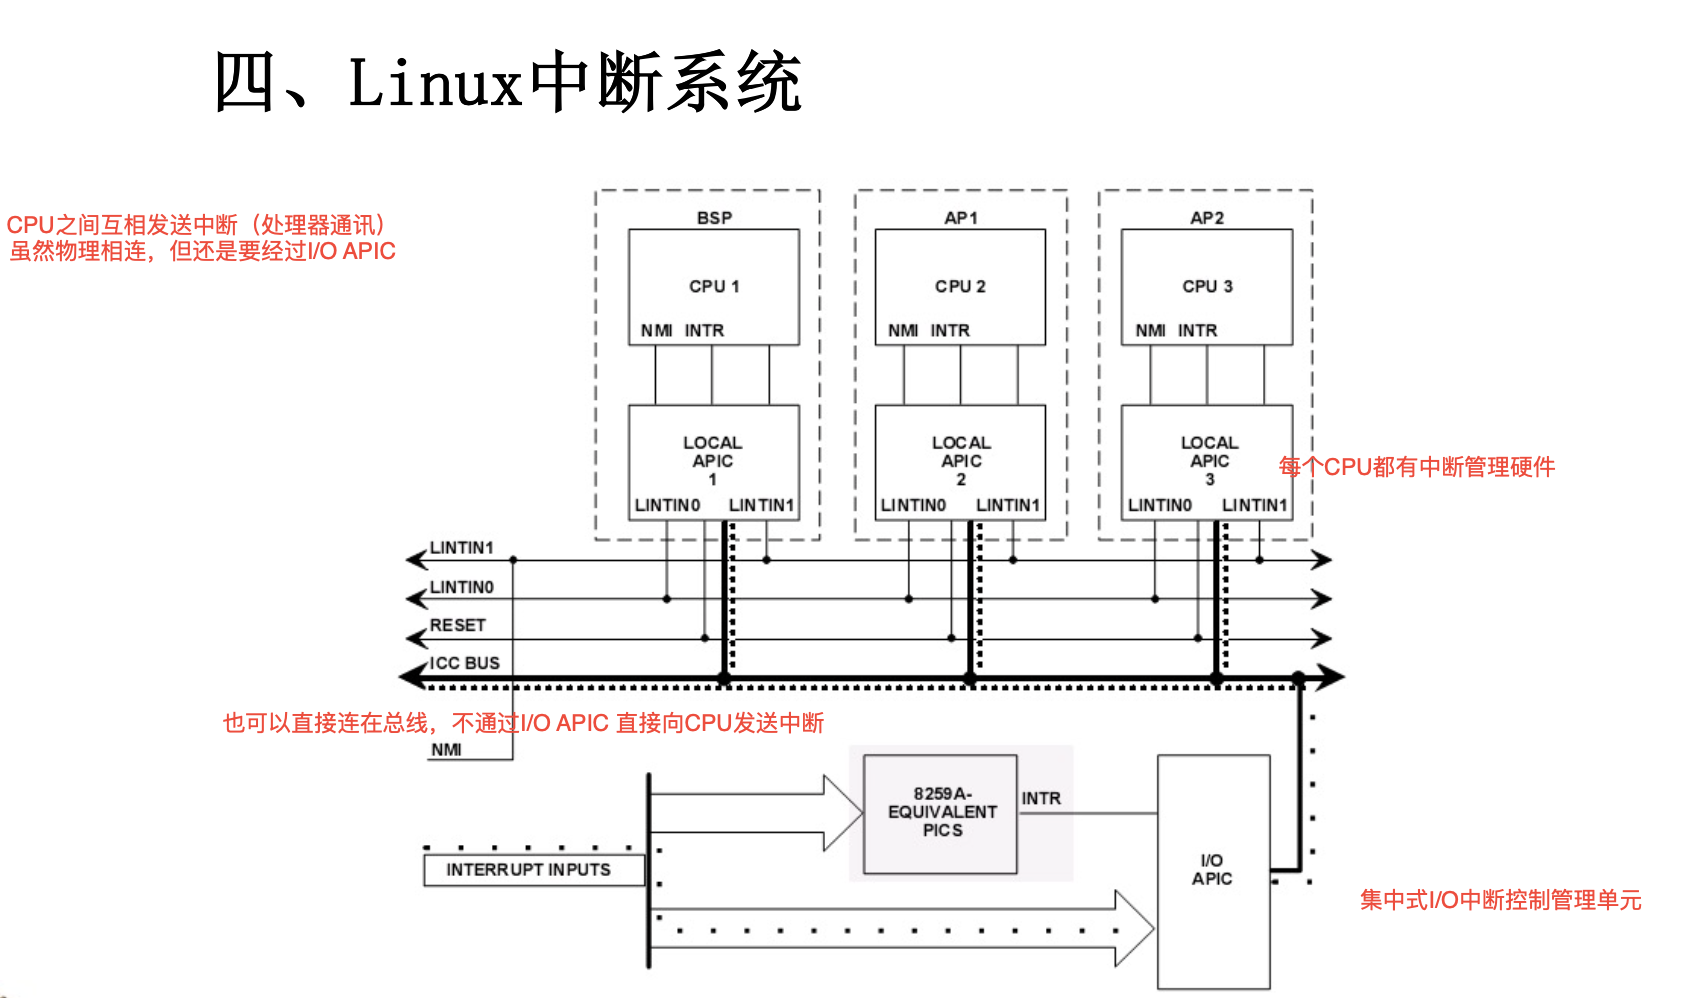 四、Linux中断系统
CPU之间互相发送中断（处理器通讯）
虽然物理相连，但还是要经过I/O APIC
BSP
AP1
AP2
CPU 1
CPU 2
CPU 3
NMI INTR
NMI INTR
NMI INTR
LOCAL
APIC
1
LOCAL
APIC
2
LOCAL
APIC
3
每个CPU都有中断管理硬件
LINTIN0 LINTIN1
LINTIN0 LINTIN1
LINTIN0 LINTIN1
LINTIN1
LINTIN0
RESET
ICC BUS
也可以直接连在总线，不通过I/O APIC 直接向CPU发送中断
NMI
8259A-
EQUIVALENT
PICS
INTR
INTERRUPT INPUTS
I/O
APIC
集中式I/O中断控制管理单元